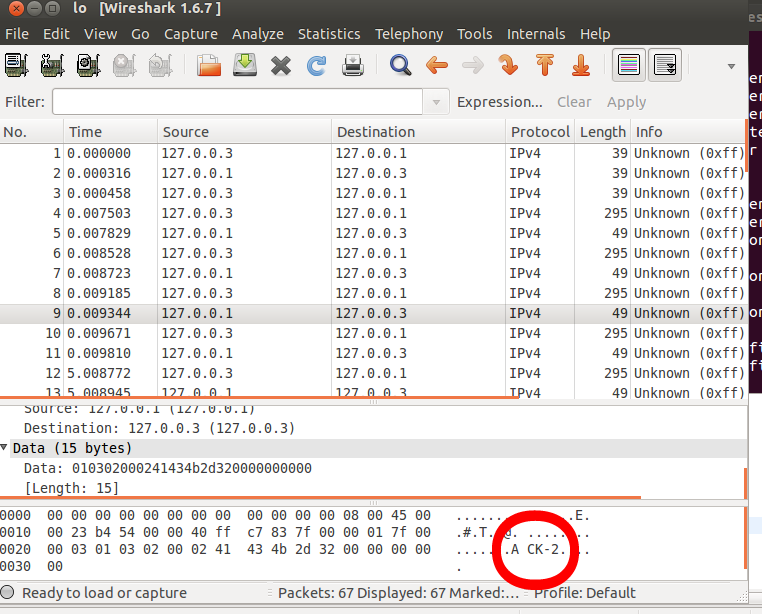 lo [Wireshark 1.6.7 ]
File Edit View Go Capture Analyze Statistics Telephony Tools Internals Help
Filter: Expression... Clear Apply
No. Time Source Destination Protocol Length Info
1 0.000000 127.0.0.3 127.0.0.1 IPv4 39 Unknown (0xff)
2 0.000316 127.0.0.1 127.0.0.3 IPv4 39 Unknown (0xff)
3 0.000458 127.0.0.3 127.0.0.1 IPv4 39 Unknown (0xff)
4 0.007503 127.0.0.3 127.0.0.1 IPv4 295 Unknown (0xff)
5 0.007829 127.0.0.1 127.0.0.3 IPv4 49 Unknown (0xff)
6 0.008528 127.0.0.3 127.0.0.1 IPv4 295 Unknown (0xff)
7 0.008723 127.0.0.1 127.0.0.3 IPv4 49 Unknown (0xff)
8 0.009185 127.0.0.3 127.0.0.1 IPv4 295 Unknown (0xff)
9 0.009344 127.0.0.1 127.0.0.3 IPv4 49 Unknown (0xff)
10 0.009671 127.0.0.3 127.0.0.1 IPv4 295 Unknown (0xff)
11 0.009810 127.0.0.1 127.0.0.3 IPv4 49 Unknown (0xff)
12 5.008772 127.0.0.3 127.0.0.1 IPv4 295 Unknown (0xff)
13 5.008945 127.0.0.1 127.0.0.3 IPv4 49 Unknown (0xff)
Source: 127.0.0.1 (127.0.0.1)
Destination: 127.0.0.3 (127.0.0.3)
Data (15 bytes)
Data: 010302000241434b2d320000000000
[Length: 15]
0000 00 00 00 00 00 00 00 00 00 00 00 00 08 00 45 00 ........ ......E.
0010 00 23 b4 54 00 00 40 ff c7 83 7f 00 00 01 7f 00 .#.T..@. ........
0020 00 03 01 03 02 00 02 41 43 4b 2d 32 00 00 00 00 .......A CK-2....
0030 00 .
Ready to load or capture Packets: 67 Displayed: 67 Marked:... Profile: Default